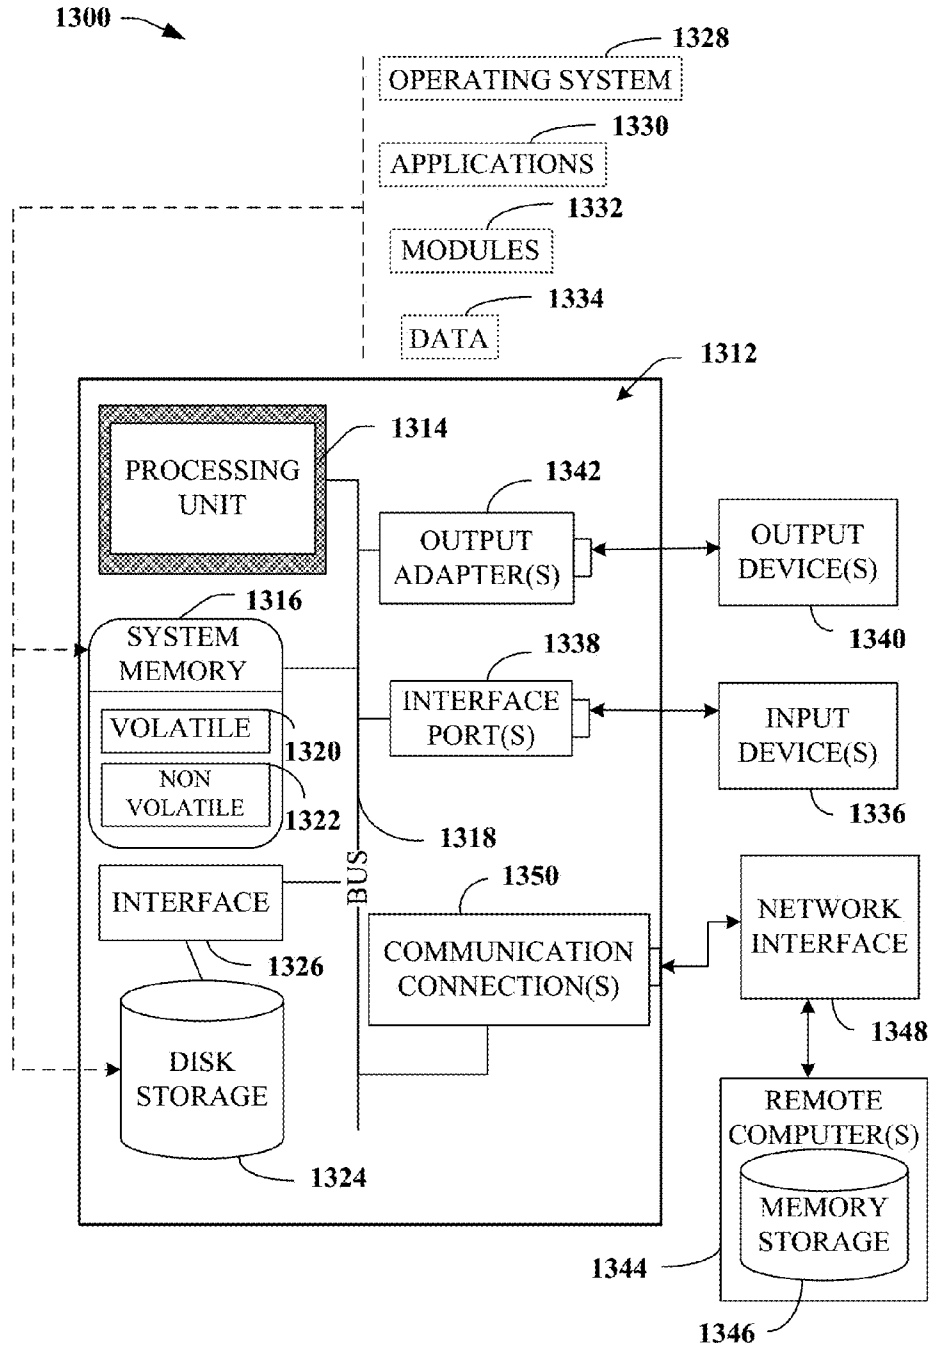 1300
1328
OPERATING SYSTEM
1330
APPLICATIONS
1332
MODULES
1334
DATA
1312
1314
PROCESSING
UNIT
1342
OUTPUT
ADAPTER(S)
OUTPUT
DEVICE(S)
1340
1316
SYSTEM
MEMORY
VOLATILE
1320
NON
VOLATILE
1322
1338
INTERFACE
PORT(S)
INPUT
DEVICE(S)
1336
1318
BUS
INTERFACE
1326
1350
COMMUNICATION
CONNECTION(S)
NETWORK
INTERFACE
1348
DISK
STORAGE
1324
REMOTE
COMPUTER(S)
MEMORY
STORAGE
1344
1346